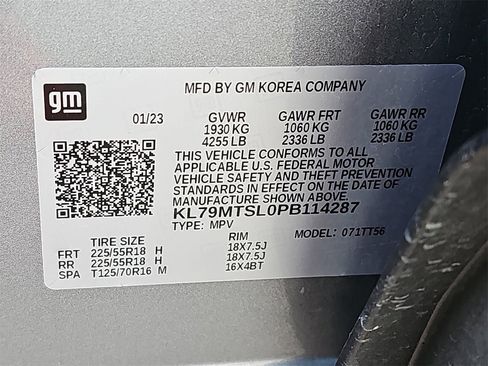 gm
MFD BY GM KOREA COMPANY
01/23 GVWR GAWR FRT GAWR RR
1930 KG 1060 KG 1060 KG
4255 LB 2336 LB 2336 LB
THIS VEHICLE CONFORMS TO ALL
APPLICABLE U.S. FEDERAL MOTOR
VEHICLE SAFETY AND THEFT PREVENTION
STANDARDS IN EFFECT ON THE DATE OF
MANUFACTURE SHOWN ABOVE.
KL79MTSL0PB114287
TYPE: MPV MODEL: 071TT56
TIRE SIZE RIM
FRT 225/55R18 H 18X7.5J
RR 225/55R18 H 18X7.5J
SPA T125/70R16 M 16X4BT